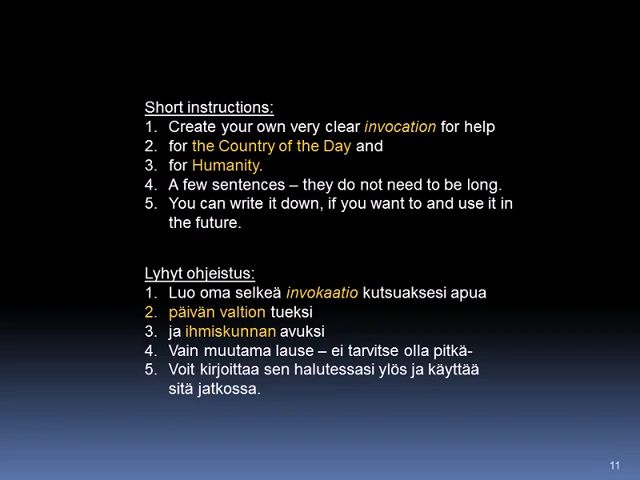 Short instructions:
1. Create your own very clear invocation for help
2. for the Country of the Day and
3. for Humanity.
4. A few sentences – they do not need to be long.
5. You can write it down, if you want to and use it in
the future.
Lyhyt ohjeistus:
1. Luo oma selkeä invokaatio kutsuaksesi apua
2. päivän valtion tueksi
3. ja ihmiskunnan avuksi
4. Vain muutama lause – ei tarvitse olla pitkä-
5. Voit kirjoittaa sen halutessasi ylös ja käyttää
sitä jatkossa.
11